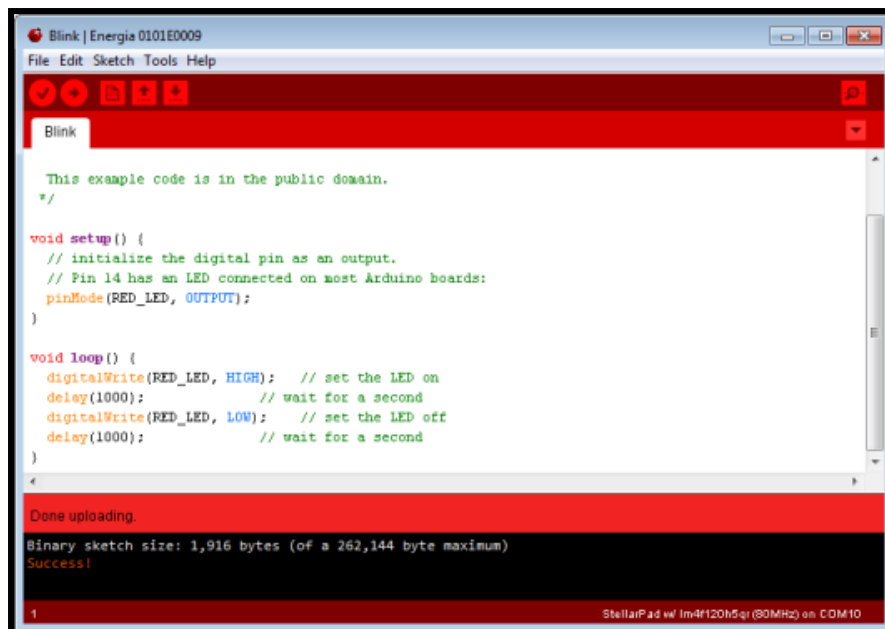 Blink | Energia 0101E0009
File Edit Sketch Tools Help
Blink
This example code is in the public domain.
*/
void setup() {
// initialize the digital pin as an output.
// Pin 14 has an LED connected on most Arduino boards:
pinMode(RED_LED, OUTPUT);
}
void loop() {
digitalWrite(RED_LED, HIGH);   // set the LED on
delay(1000);              // wait for a second
digitalWrite(RED_LED, LOW);    // set the LED off
delay(1000);              // wait for a second
}
Done uploading.
Binary sketch size: 1,916 bytes (of a 262,144 byte maximum)
Success!
1 StellarPad w/ lm4f120h5qr (80MHz) on COM10